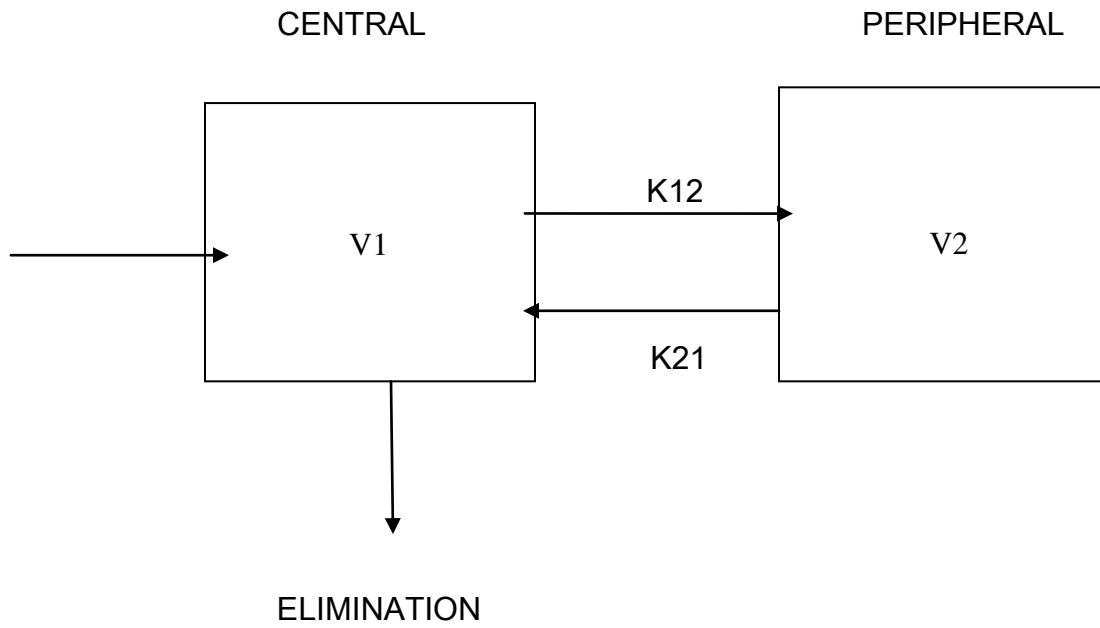 CENTRAL
PERIPHERAL
K12
V1
V2
K21
ELIMINATION